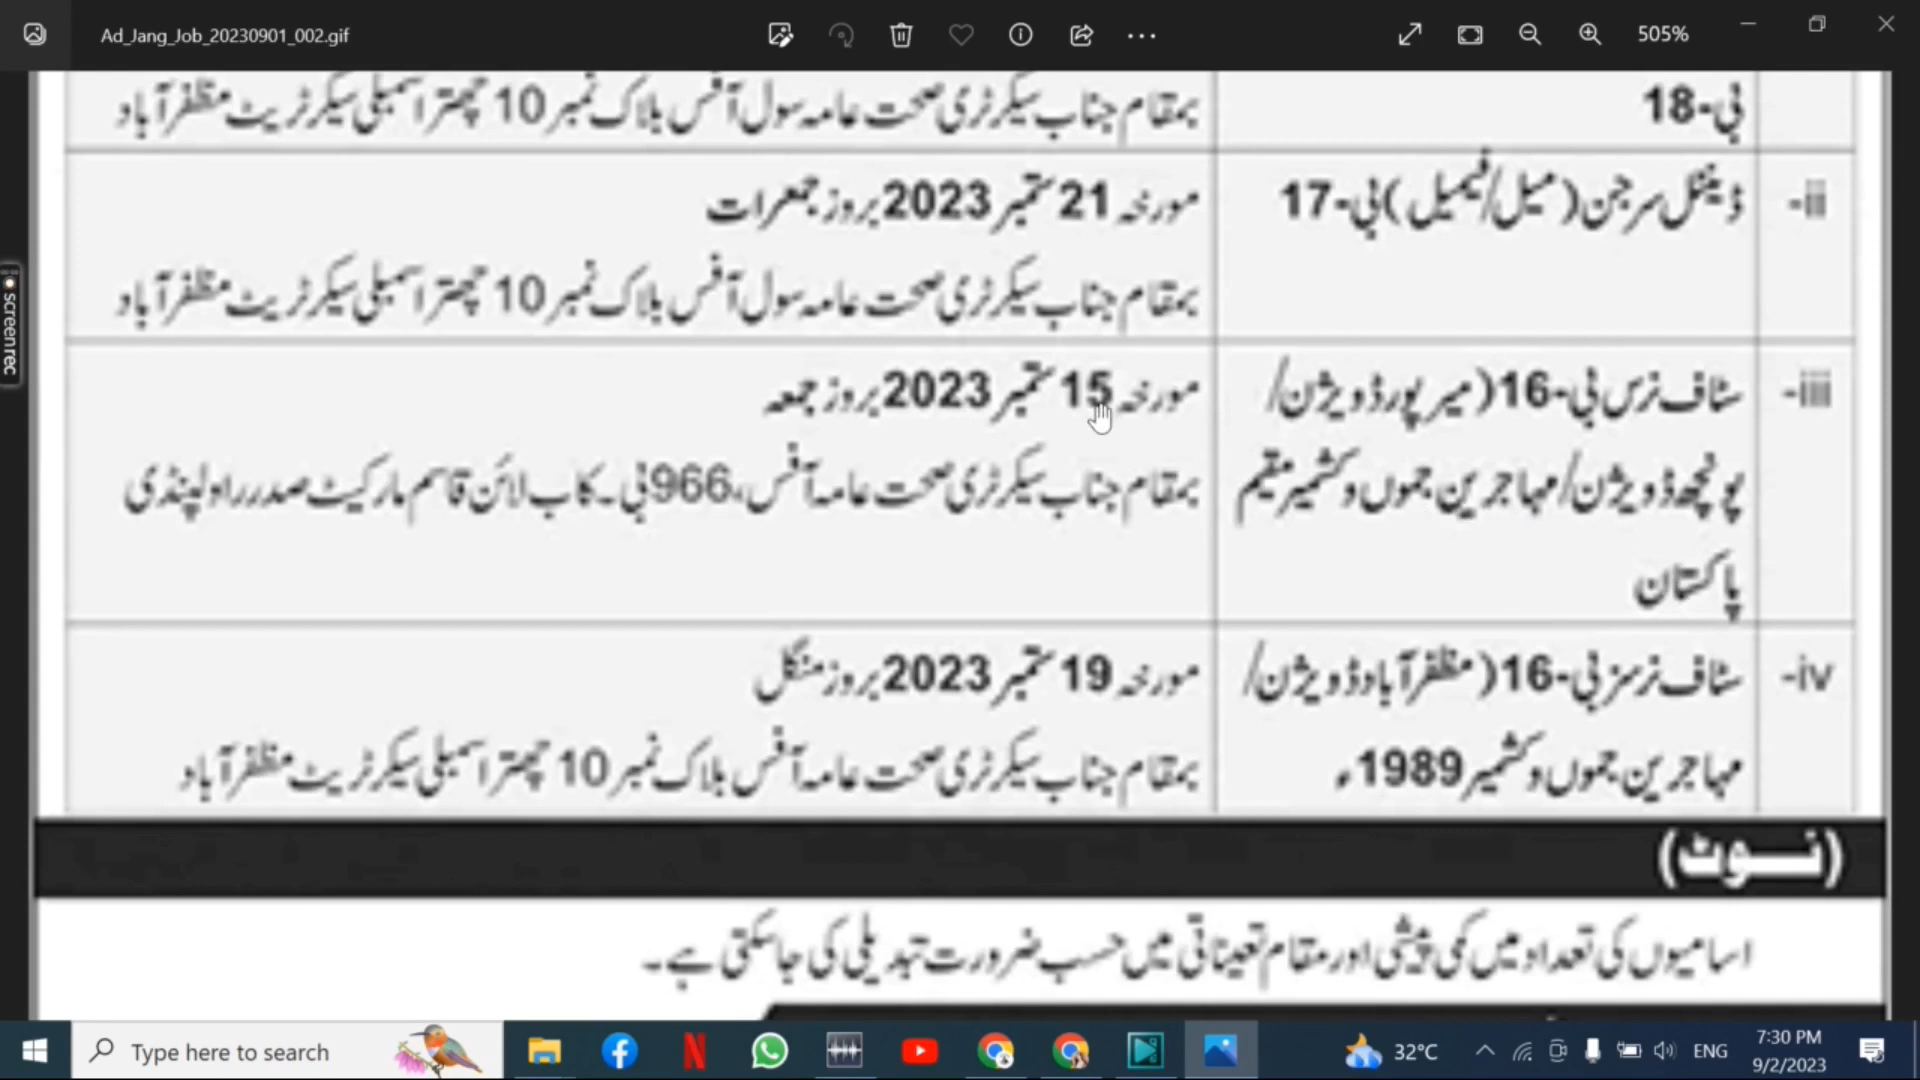 Ad_Jang_Job_20230901_002.gif
505%
بی-18
بمقام جناب سیکرٹری صحت عامہ سول آفس بلاک نمبر 10 چھتر اسمبلی سیکرٹریٹ مظفرآباد
-ii
ڈینٹل سرجن (میل/فیمیل) بی-17
مورخہ 21 ستمبر 2023 بروز جمعرات
بمقام جناب سیکرٹری صحت عامہ سول آفس بلاک نمبر 10 چھتر اسمبلی سیکرٹریٹ مظفرآباد
-iii
سٹاف نرس بی-16 (میرپور ڈویژن/
پونچھ ڈویژن/مہاجرین جموں وکشمیر مقیم
پاکستان
مورخہ 15 ستمبر 2023 بروز جمعہ
بمقام جناب سیکرٹری صحت عامہ آفس، 966 بی۔ کاب لائن قاسم مارکیٹ صدر راولپنڈی
-iv
سٹاف نرسز بی-16 (مظفرآباد ڈویژن/
مہاجرین جموں وکشمیر 1989ء
مورخہ 19 ستمبر 2023 بروز منگل
بمقام جناب سیکرٹری صحت عامہ آفس بلاک نمبر 10 چھتر اسمبلی سیکرٹریٹ مظفرآباد
(نوٹ)
اسامیوں کی تعداد میں کمی پیشی اور مقام تعیناتی میں حسب ضرورت تبدیلی کی جاسکتی ہے۔
screenrec
Type here to search
32°C
ENG
7:30 PM
9/2/2023